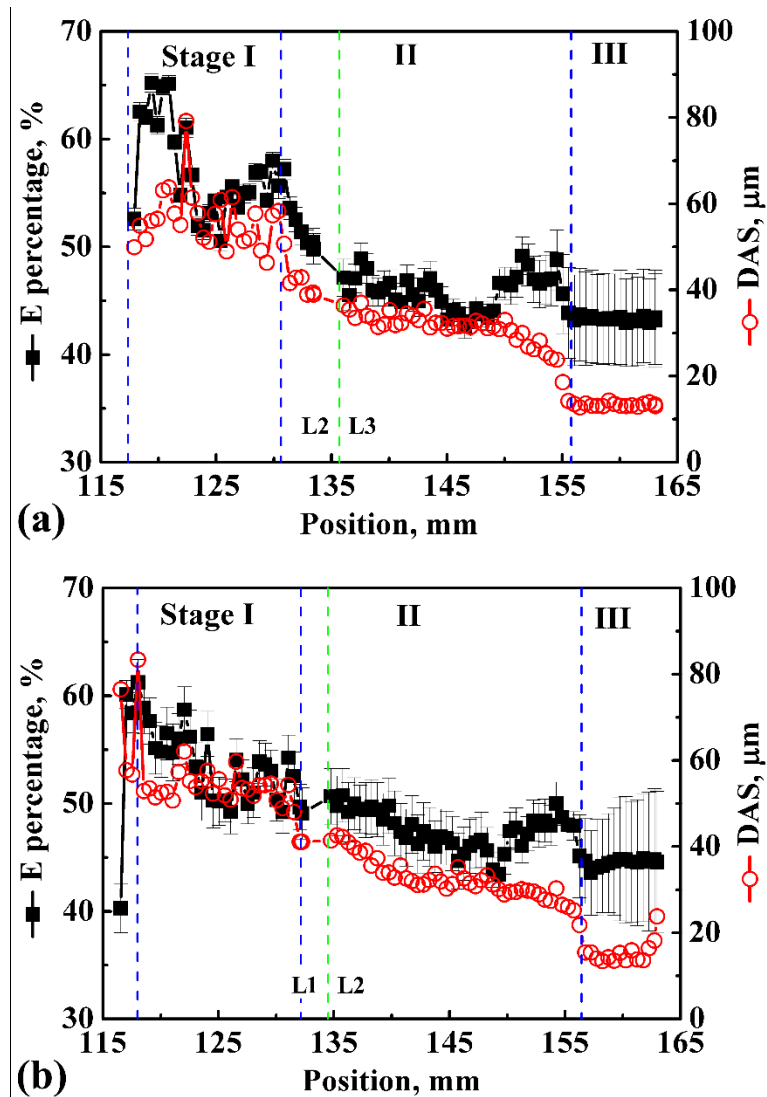 70
Stage I
II
III
100
60
80
50
60
40
40
20
30
L2
L3
0
115
125
135
145
155
165
E percentage, %
DAS, μm
Position, mm
(a)
70
Stage I
II
III
100
60
80
50
60
40
40
20
30
L1
L2
0
115
125
135
145
155
165
E percentage, %
DAS, μm
Position, mm
(b)